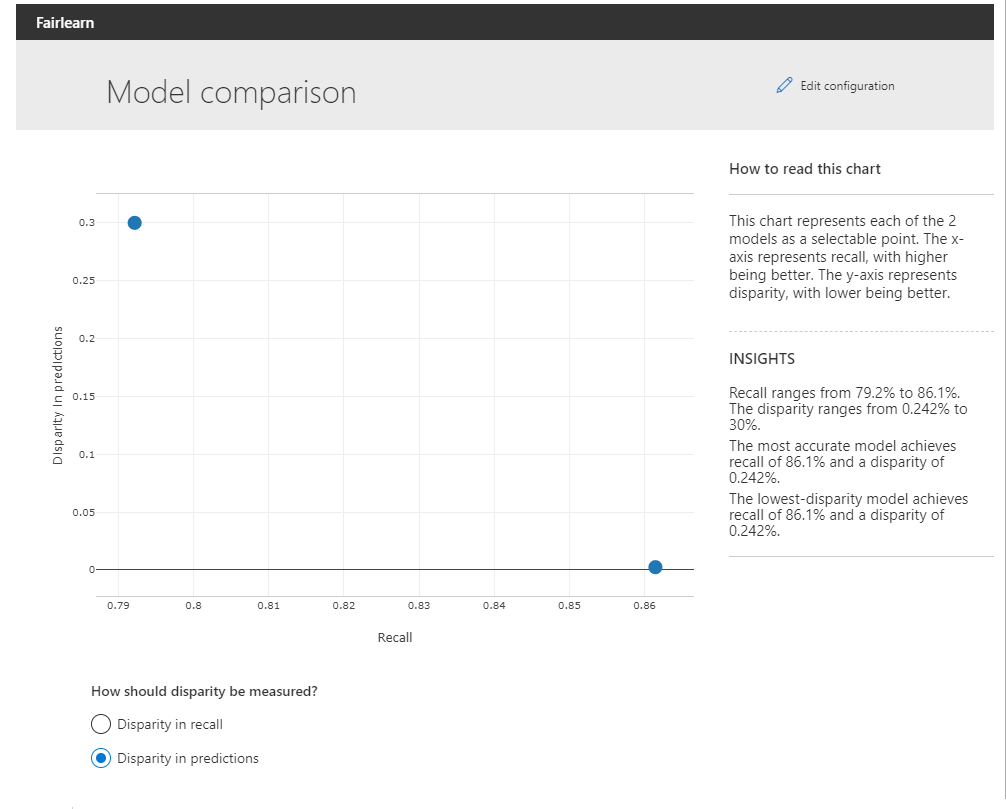 Fairlearn
Model comparison
Edit configuration
0.3
0.25
0.2
0.15
0.1
0.05
0
Disparity in predictions
0.79
0.8
0.81
0.82
0.83
0.84
0.85
0.86
Recall
How to read this chart
This chart represents each of the 2
models as a selectable point. The x-
axis represents recall, with higher
being better. The y-axis represents
disparity, with lower being better.
INSIGHTS
Recall ranges from 79.2% to 86.1%.
The disparity ranges from 0.242% to
30%.
The most accurate model achieves
recall of 86.1% and a disparity of
0.242%.
The lowest-disparity model achieves
recall of 86.1% and a disparity of
0.242%.
How should disparity be measured?
Disparity in recall
Disparity in predictions